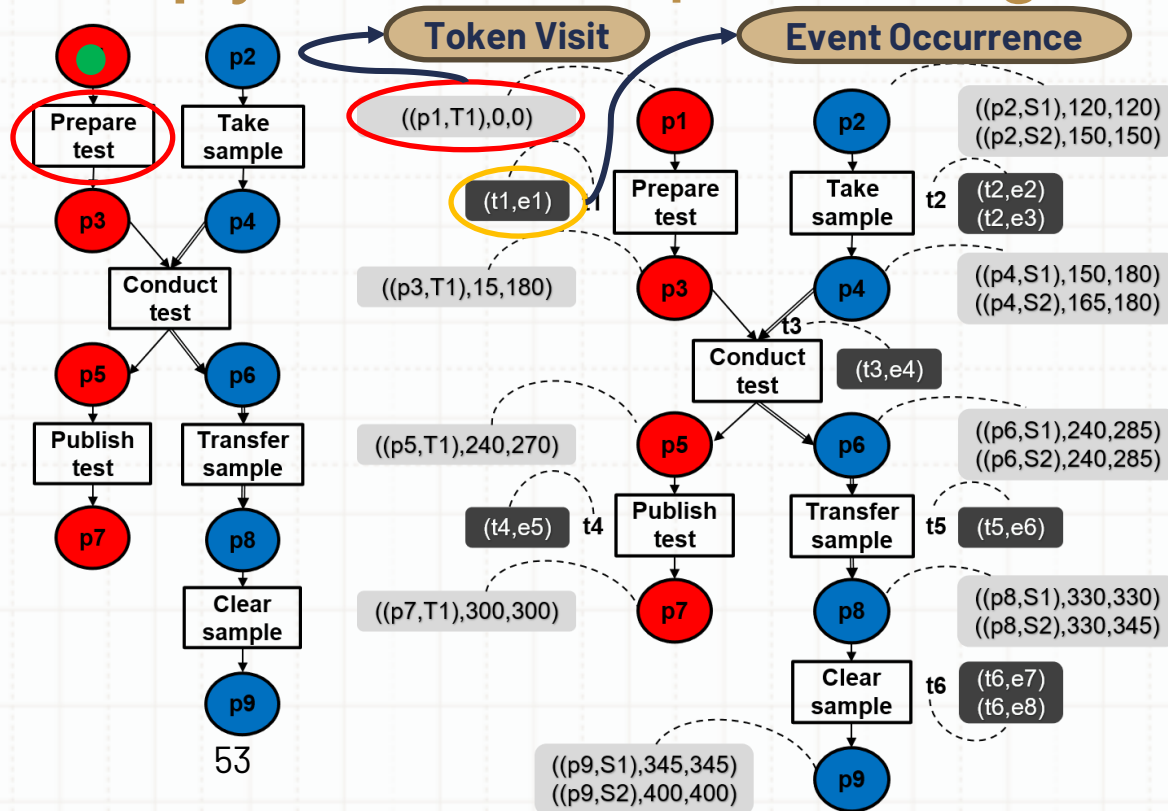 Token Visit
Event Occurrence
p2
Prepare
test
Take
sample
p3
p4
Conduct
test
p5
p6
Publish
test
Transfer
sample
p7
p8
Clear
sample
p9
53
((p1,T1),0,0)
p1
p2
((p2,S1),120,120)
((p2,S2),150,150)
(t1,e1)
Prepare
test
Take
sample
t2
(t2,e2)
(t2,e3)
((p3,T1),15,180)
p3
p4
((p4,S1),150,180)
((p4,S2),165,180)
t3
Conduct
test
(t3,e4)
((p5,T1),240,270)
p5
p6
((p6,S1),240,285)
((p6,S2),240,285)
(t4,e5)
t4
Publish
test
Transfer
sample
t5
(t5,e6)
((p7,T1),300,300)
p7
p8
((p8,S1),330,330)
((p8,S2),330,345)
Clear
sample
t6
(t6,e7)
(t6,e8)
((p9,S1),345,345)
((p9,S2),400,400)
p9